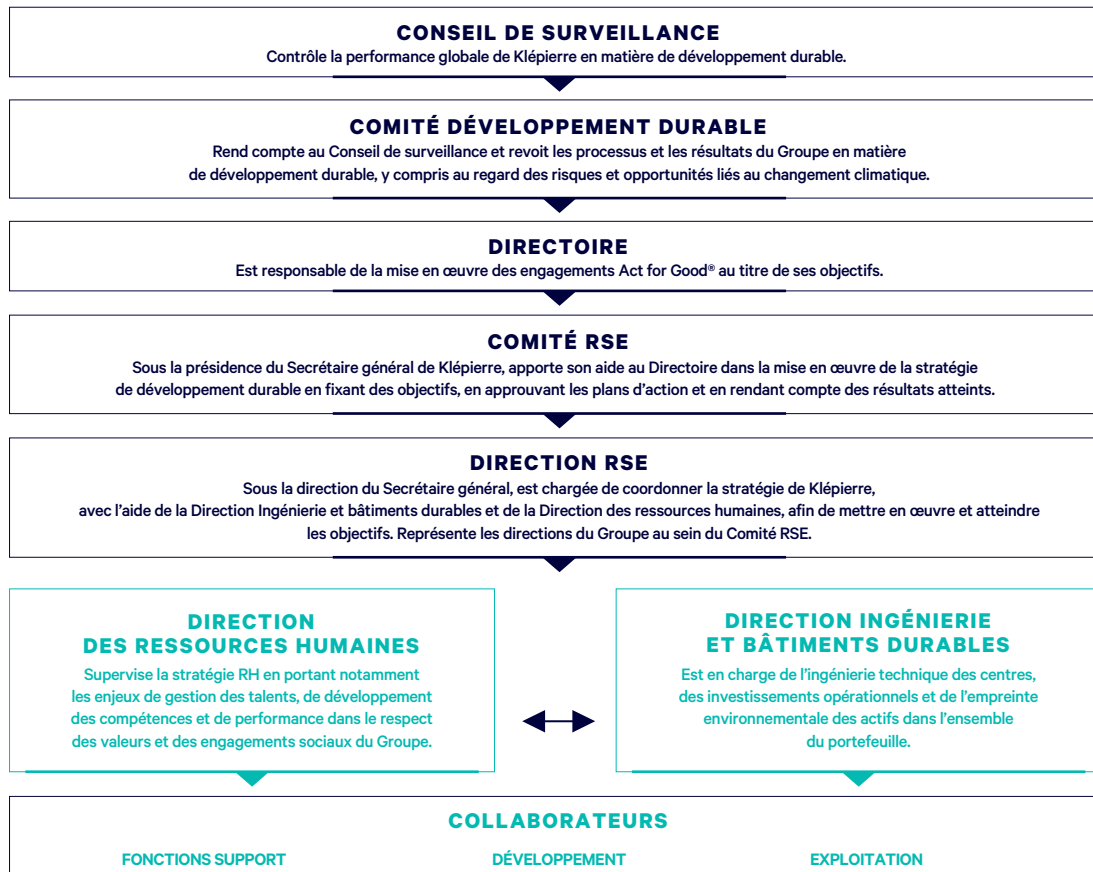 CONSEIL DE SURVEILLANCE
Contrôle la performance globale de Klépierre en matière de développement durable.
COMITÉ DÉVELOPPEMENT DURABLE
Rend compte au Conseil de surveillance et revoit les processus et les résultats du Groupe en matière
de développement durable, y compris au regard des risques et opportunités liés au changement climatique.
DIRECTOIRE
Est responsable de la mise en œuvre des engagements Act for Good® au titre de ses objectifs.
COMITÉ RSE
Sous la présidence du Secrétaire général de Klépierre, apporte son aide au Directoire dans la mise en œuvre de la stratégie
de développement durable en fixant des objectifs, en approuvant les plans d'action et en rendant compte des résultats atteints.
DIRECTION RSE
Sous la direction du Secrétaire général, est chargée de coordonner la stratégie de Klépierre,
avec l'aide de la Direction Ingénierie et bâtiments durables et de la Direction des ressources humaines, afin de mettre en œuvre et atteindre
les objectifs. Représente les directions du Groupe au sein du Comité RSE.
DIRECTION
DES RESSOURCES HUMAINES
Supervise la stratégie RH en portant notamment
les enjeux de gestion des talents, de développement
des compétences et de performance dans le respect
des valeurs et des engagements sociaux du Groupe.
DIRECTION INGÉNIERIE
ET BÂTIMENTS DURABLES
Est en charge de l'ingénierie technique des centres,
des investissements opérationnels et de l'empreinte
environnementale des actifs dans l'ensemble
du portefeuille.
COLLABORATEURS
FONCTIONS SUPPORT
DÉVELOPPEMENT
EXPLOITATION